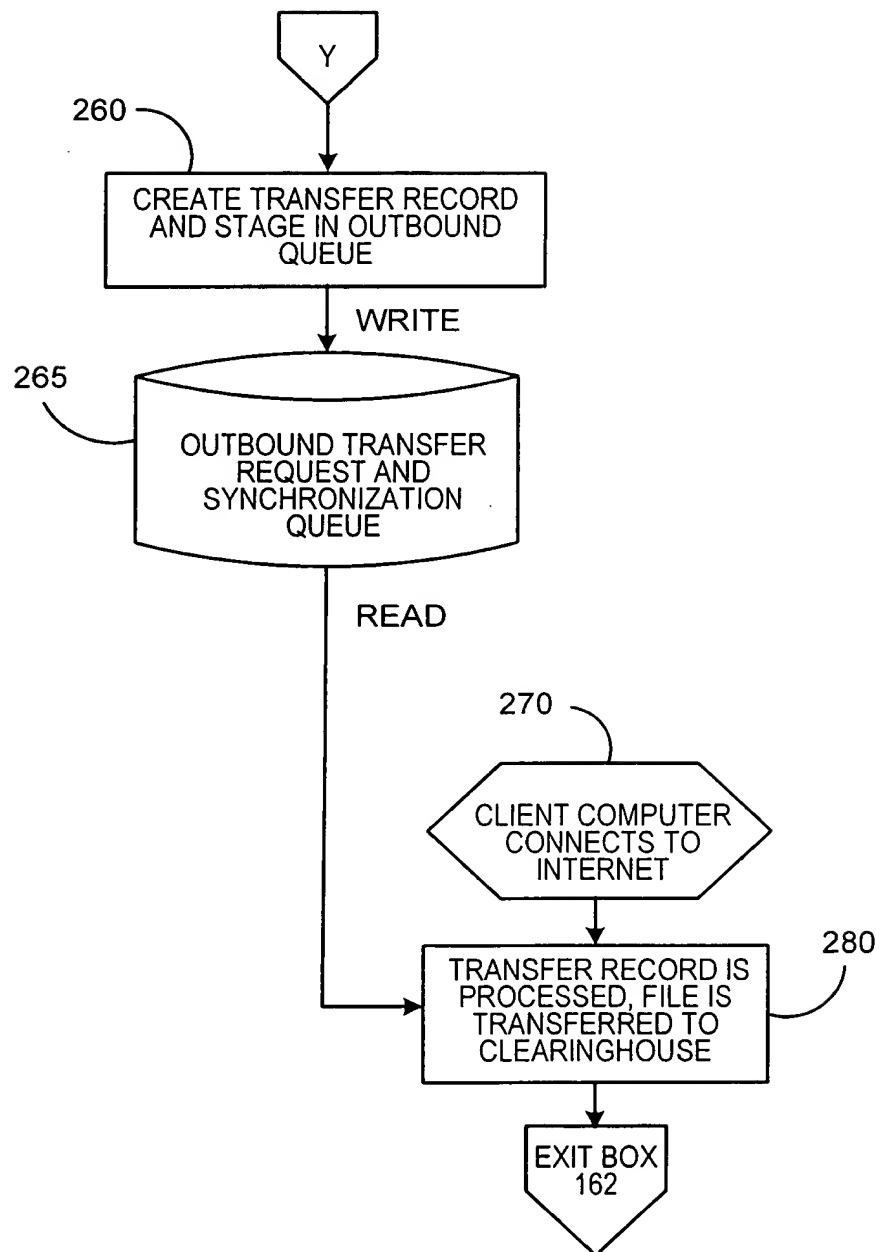 Y
260
CREATE TRANSFER RECORD
AND STAGE IN OUTBOUND
QUEUE
WRITE
265
OUTBOUND TRANSFER
REQUEST AND
SYNCHRONIZATION
QUEUE
READ
270
CLIENT COMPUTER
CONNECTS TO
INTERNET
280
TRANSFER RECORD IS
PROCESSED, FILE IS
TRANSFERRED TO
CLEARINGHOUSE
EXIT BOX
162